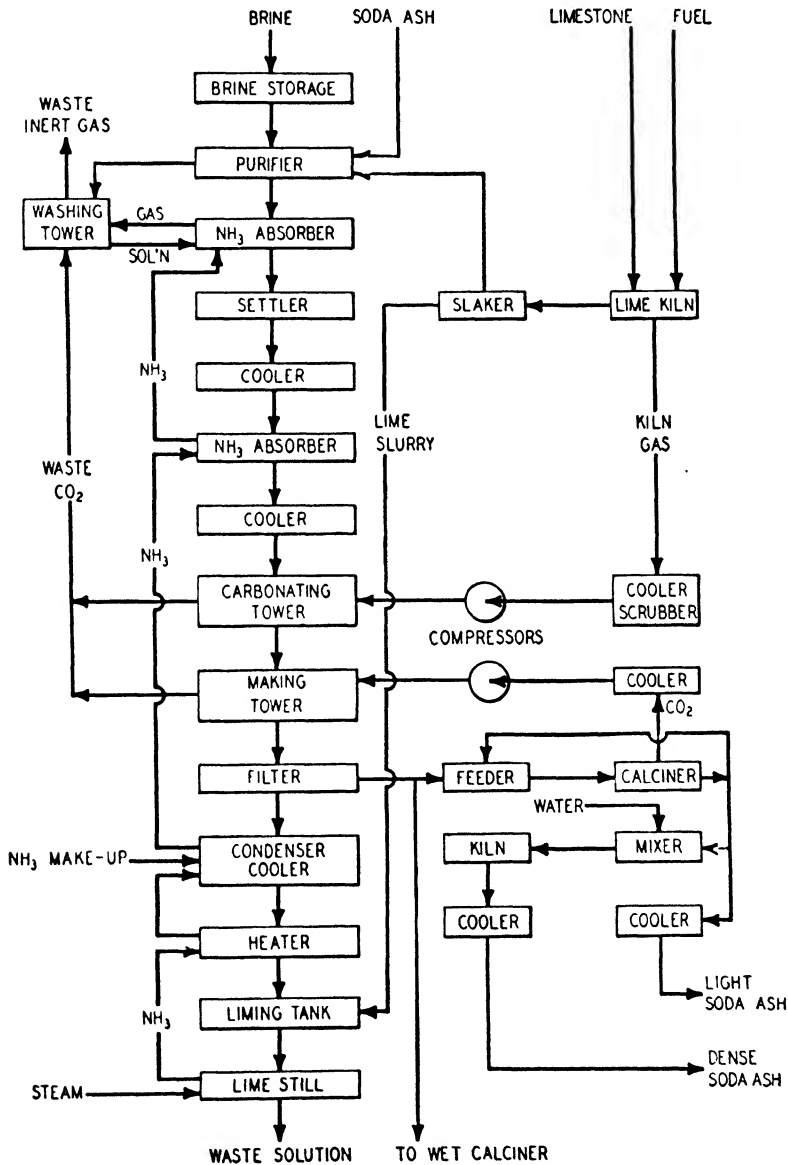 BRINE
SODA ASH
LIMESTONE
FUEL
BRINE STORAGE
WASTE
INERT GAS
PURIFIER
WASHING
TOWER
GAS
SOL'N
NH₃ ABSORBER
SETTLER
SLAKER
LIME KILN
NH₃
COOLER
LIME
SLURRY
KILN
GAS
NH₃ ABSORBER
WASTE
CO₂
COOLER
NH₃
CARBONATING
TOWER
COMPRESSORS
COOLER
SCRUBBER
MAKING
TOWER
COOLER
CO₂
FILTER
FEEDER
CALCINER
WATER
NH₃ MAKE-UP
CONDENSER
COOLER
KILN
MIXER
HEATER
COOLER
COOLER
NH₃
LIMING TANK
LIGHT
SODA ASH
DENSE
SODA ASH
STEAM
LIME STILL
WASTE SOLUTION
TO WET CALCINER